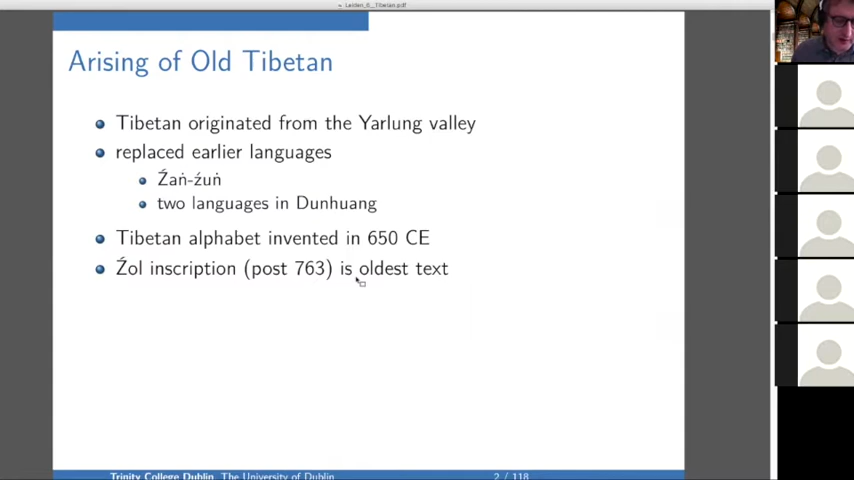 Leiden_6__Tibetan.pdf
Arising of Old Tibetan
Tibetan originated from the Yarlung valley
replaced earlier languages
Źaṅ-źuṅ
two languages in Dunhuang
Tibetan alphabet invented in 650 CE
Źol inscription (post 763) is oldest text
Trinity College Dublin, The University of Dublin 2 / 118